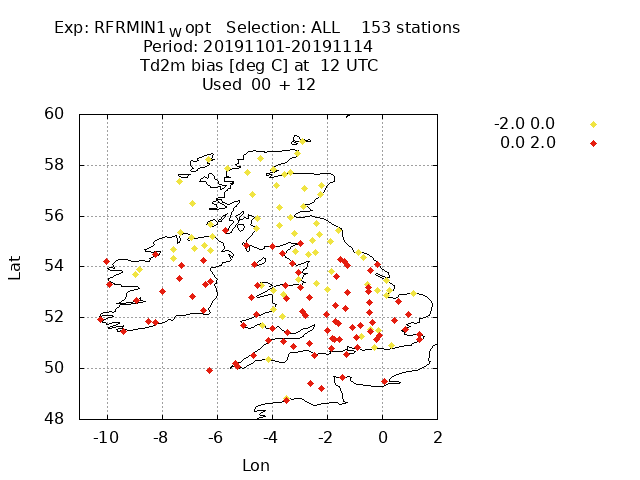 Exp: RFRMIN1 W opt Selection: ALL 153 stations
Period: 20191101-20191114
Td2m bias [deg C] at 12 UTC
Used 00 + 12
-2.0 0.0
0.0 2.0
60
58
56
54
52
50
48
Lat
-10 -8 -6 -4 -2 0 2
Lon